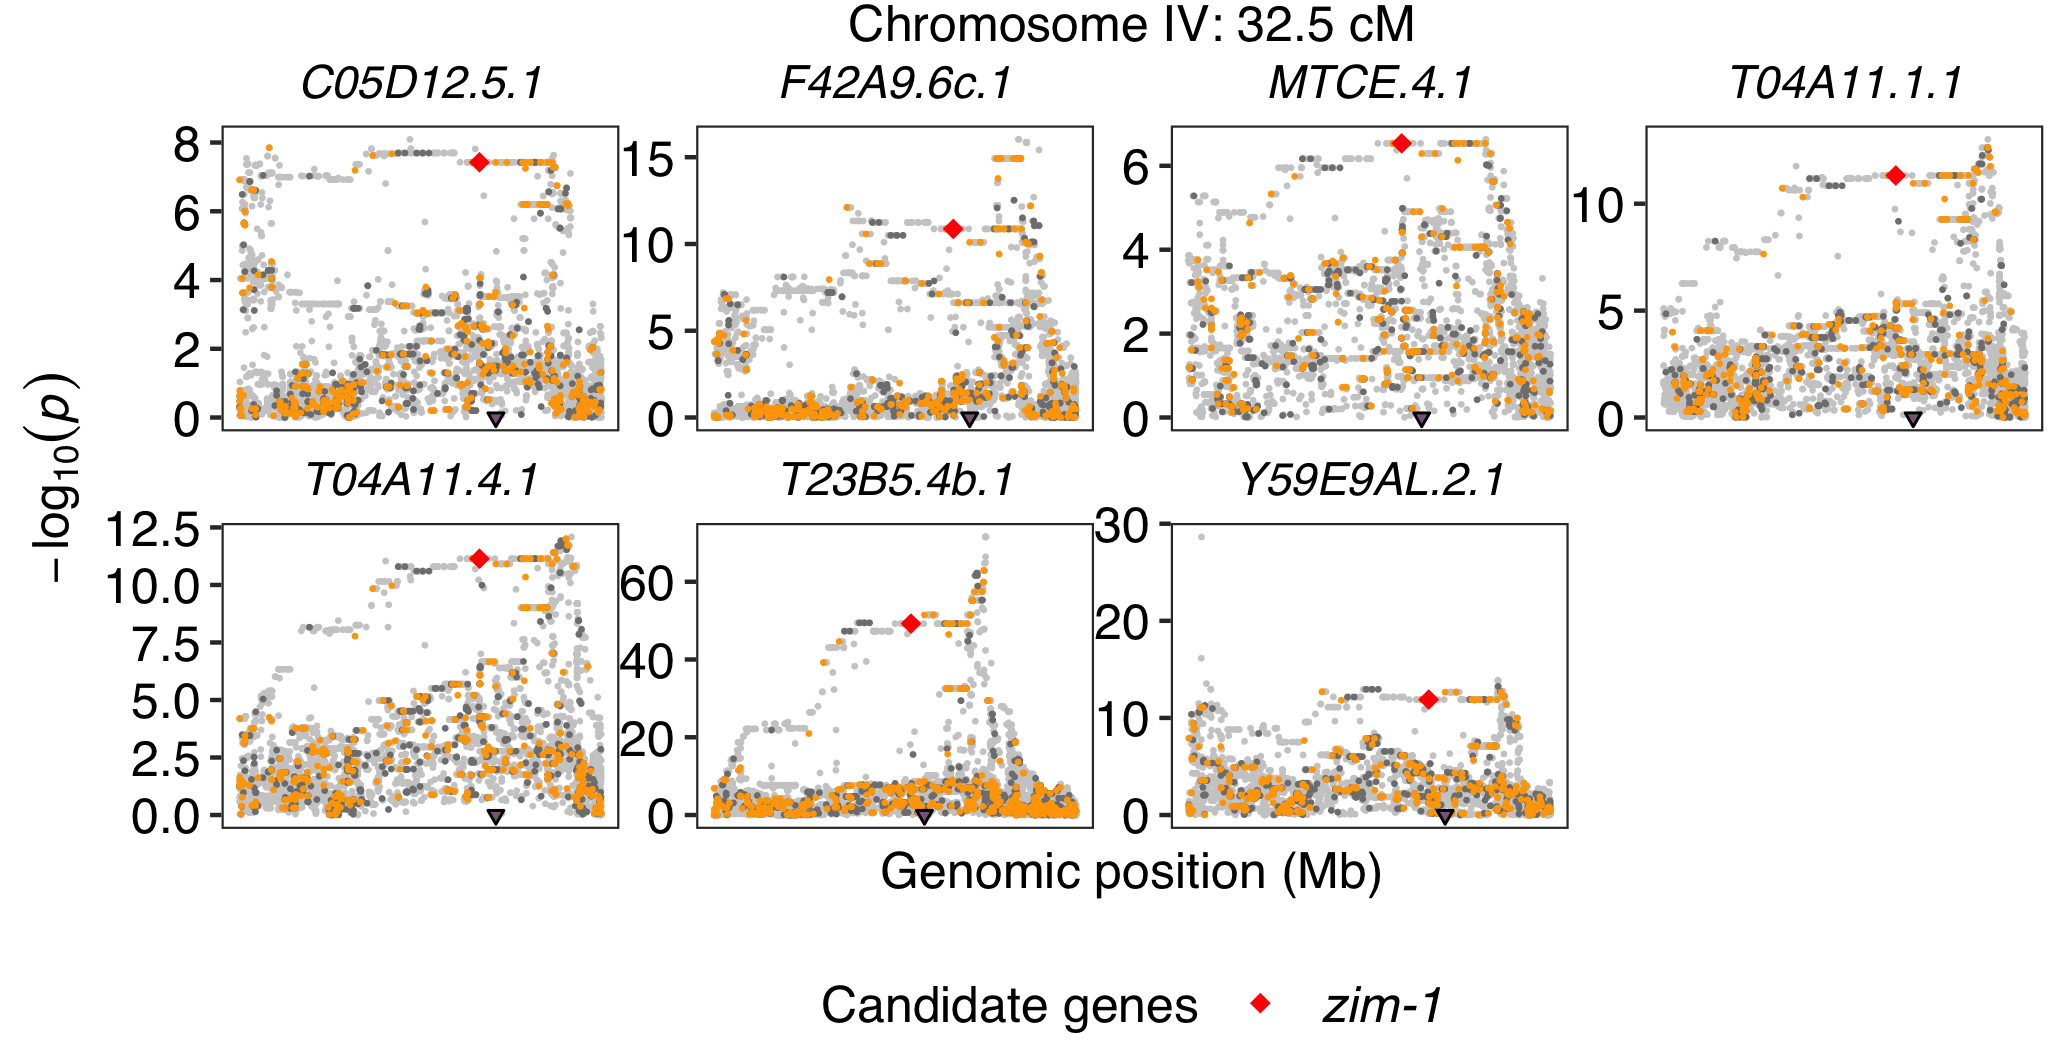 Chromosome IV: 32.5 cM
C05D12.5.1 F42A9.6c.1 MTCE.4.1 T04A11.1.1
8 6 4 2 0
15 10 5 0
6 4 2 0
10 5 0
T04A11.4.1 T23B5.4b.1 Y59E9AL.2.1
12.5 10.0 7.5 5.0 2.5 0.0
60 40 20 0
30 20 10 0
−log10(p)
Genomic position (Mb)
Candidate genes zim-1